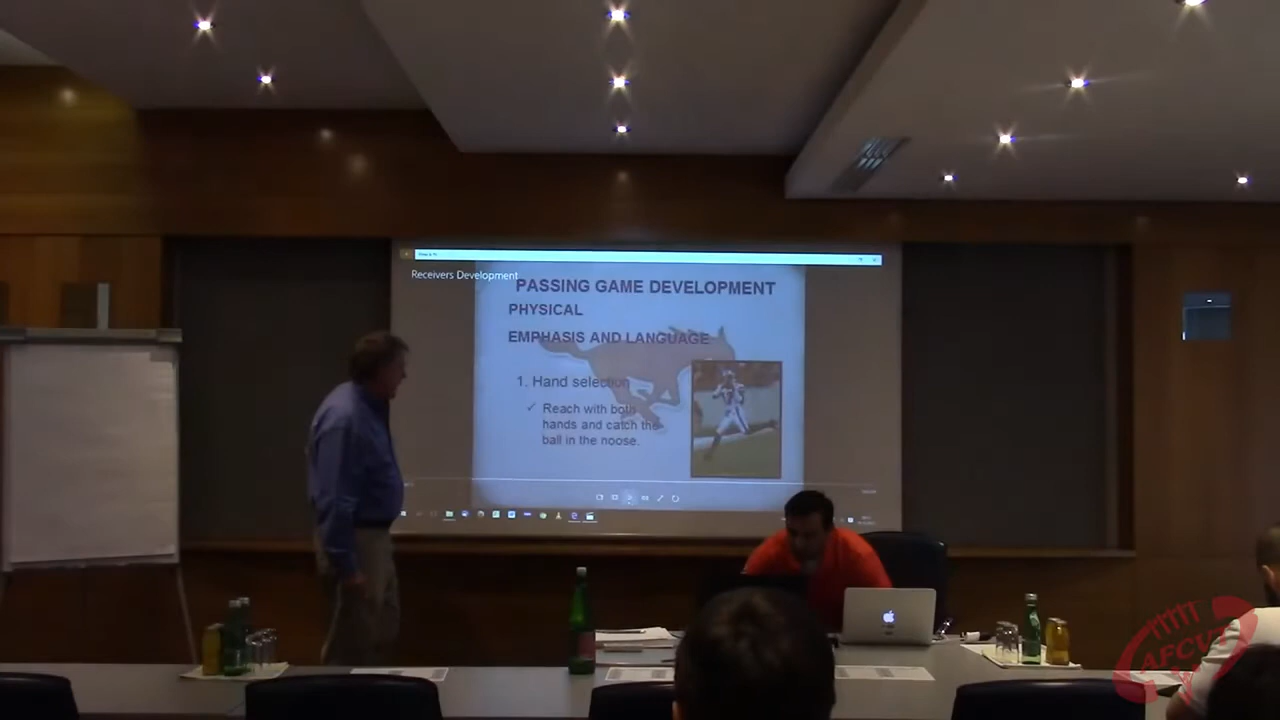 Receivers Development
PASSING GAME DEVELOPMENT
PHYSICAL
EMPHASIS AND LANGUAGE
1. Hand selection
✓ Reach with both
hands and catch the
ball in the noose.
AFCVT